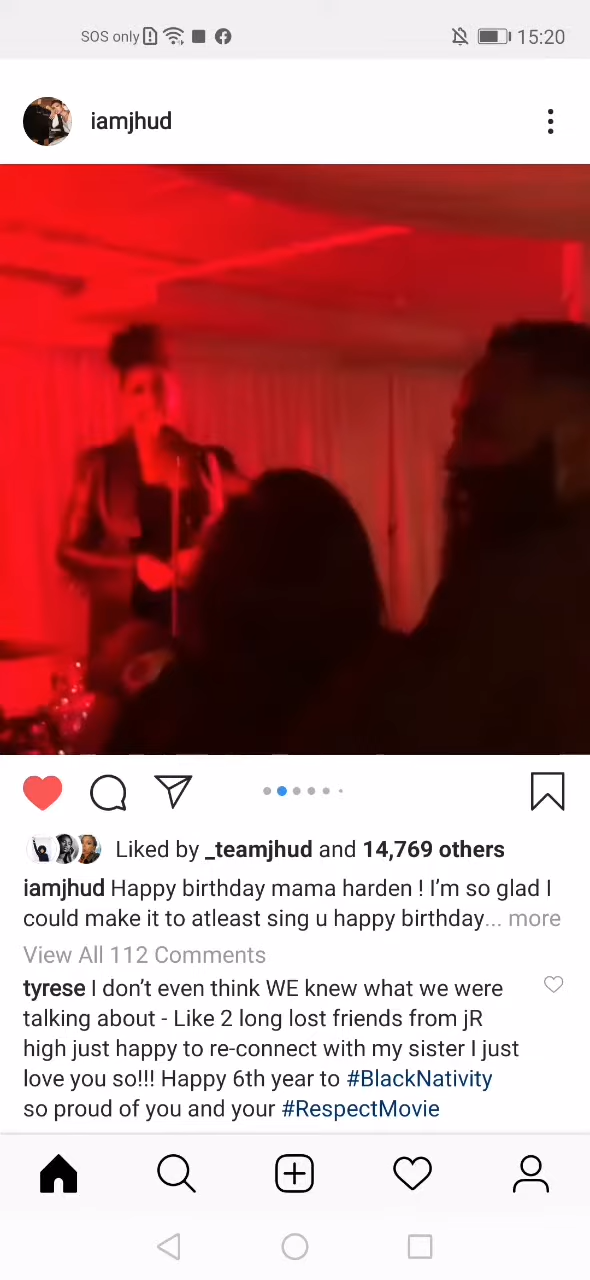 SOS only 15:20
iamjhud
Liked by _teamjhud and 14,769 others
iamjhud Happy birthday mama harden ! I’m so glad I
could make it to atleast sing u happy birthday... more
View All 112 Comments
tyrese I don’t even think WE knew what we were
talking about - Like 2 long lost friends from jR
high just happy to re-connect with my sister I just
love you so!!! Happy 6th year to #BlackNativity
so proud of you and your #RespectMovie